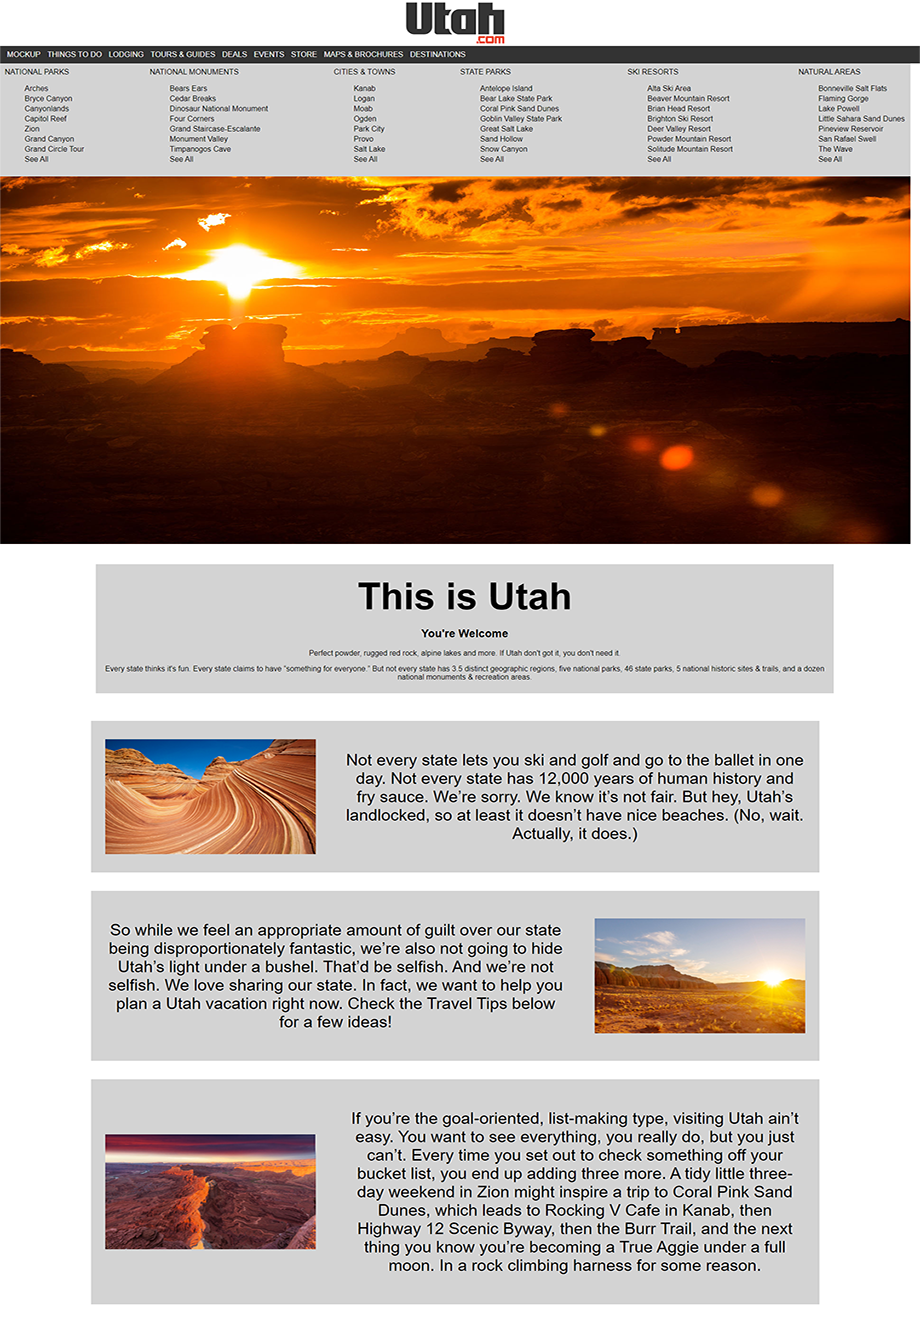 Utah
.com
MOCKUP THINGS TO DO LODGING TOURS & GUIDES DEALS EVENTS STORE MAPS & BROCHURES DESTINATIONS
NATIONAL PARKS
Arches
Bryce Canyon
Canyonlands
Capitol Reef
Zion
Grand Canyon
Grand Circle Tour
See All
NATIONAL MONUMENTS
Bears Ears
Cedar Breaks
Dinosaur National Monument
Four Corners
Grand Staircase-Escalante
Monument Valley
Timpanogos Cave
See All
CITIES & TOWNS
Kanab
Logan
Moab
Ogden
Park City
Provo
Salt Lake
See All
STATE PARKS
Antelope Island
Bear Lake State Park
Coral Pink Sand Dunes
Goblin Valley State Park
Great Salt Lake
Sand Hollow
Snow Canyon
See All
SKI RESORTS
Alta Ski Area
Beaver Mountain Resort
Brian Head Resort
Brighton Ski Resort
Deer Valley Resort
Powder Mountain Resort
Solitude Mountain Resort
See All
NATURAL AREAS
Bonneville Salt Flats
Flaming Gorge
Lake Powell
Little Sahara Sand Dunes
Pineview Reservoir
San Rafael Swell
The Wave
See All
This is Utah
You're Welcome
Perfect powder, rugged red rock, alpine lakes and more. If Utah don't got it, you don't need it.
Every state thinks it's fun. Every state claims to have "something for everyone." But not every state has 3.5 distinct geographic regions, five national parks, 46 state parks, 5 national historic sites & trails, and a dozen
national monuments & recreation areas.
Not every state lets you ski and golf and go to the ballet in one
day. Not every state has 12,000 years of human history and
fry sauce. We’re sorry. We know it’s not fair. But hey, Utah’s
landlocked, so at least it doesn’t have nice beaches. (No, wait.
Actually, it does.)
So while we feel an appropriate amount of guilt over our state
being disproportionately fantastic, we’re also not going to hide
Utah’s light under a bushel. That’d be selfish. And we’re not
selfish. We love sharing our state. In fact, we want to help you
plan a Utah vacation right now. Check the Travel Tips below
for a few ideas!
If you’re the goal-oriented, list-making type, visiting Utah ain’t
easy. You want to see everything, you really do, but you just
can’t. Every time you set out to check something off your
bucket list, you end up adding three more. A tidy little three-
day weekend in Zion might inspire a trip to Coral Pink Sand
Dunes, which leads to Rocking V Cafe in Kanab, then
Highway 12 Scenic Byway, then the Burr Trail, and the next
thing you know you’re becoming a True Aggie under a full
moon. In a rock climbing harness for some reason.